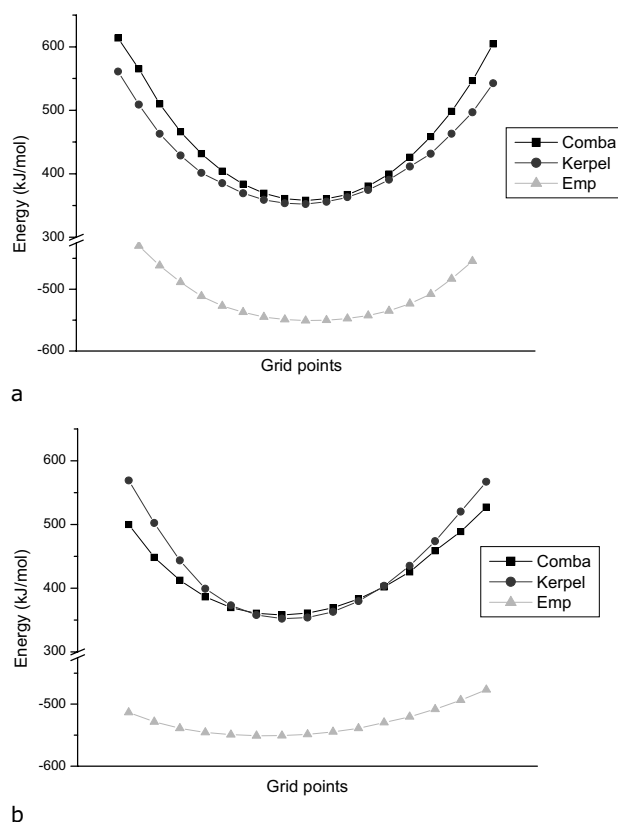 600
500
400
300
-500
-600
Energy (kJ/mol)
Grid points
Comba
Kerpel
Emp
a
600
500
400
300
-500
-600
Energy (kJ/mol)
Grid points
Comba
Kerpel
Emp
b